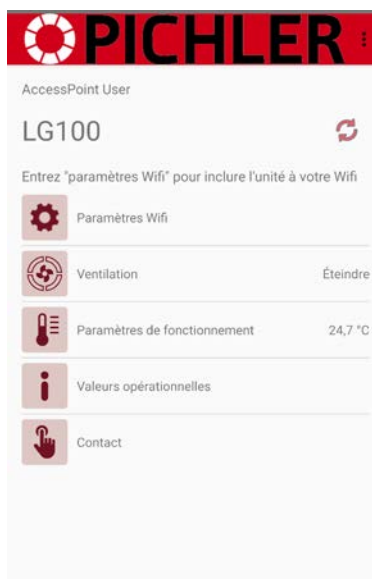 PICHLER
AccessPoint User
LG100
Entrez "paramètres Wifi" pour inclure l'unité à votre Wifi
Paramètres Wifi
Ventilation Éteindre
Paramètres de fonctionnement 24,7 °C
Valeurs opérationnelles
Contact